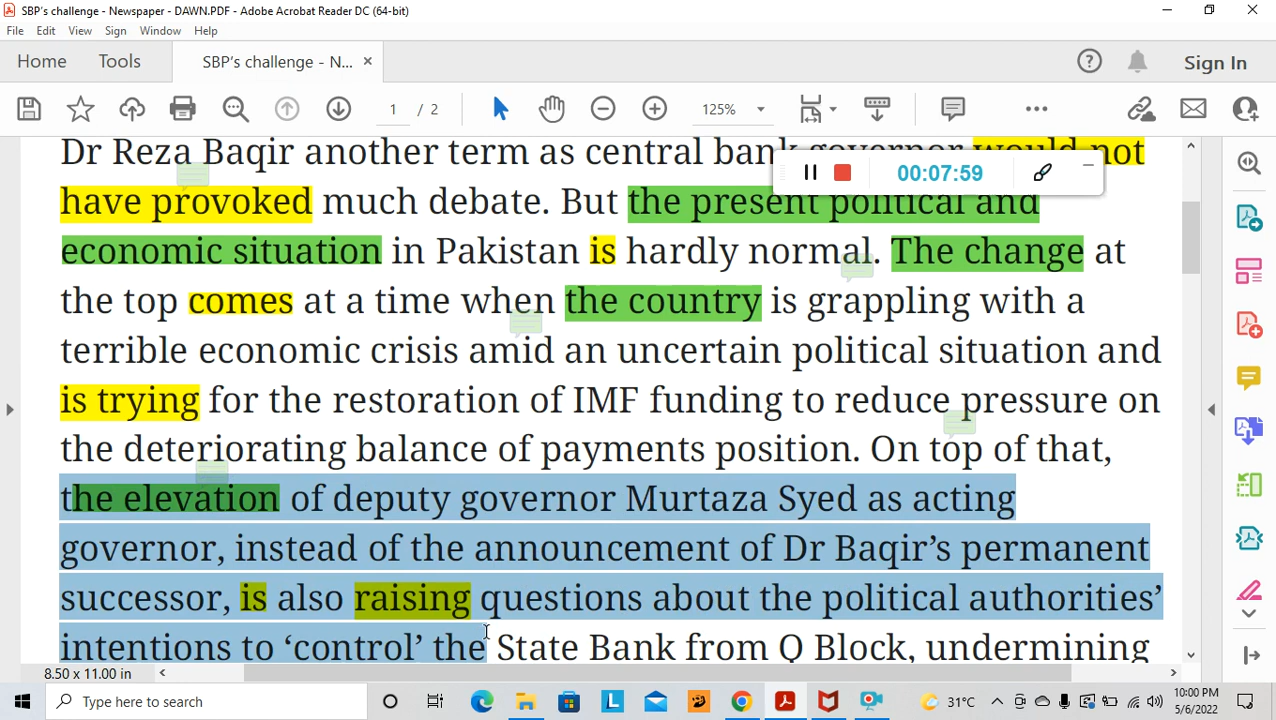 SBP's challenge - Newspaper - DAWN.PDF - Adobe Acrobat Reader DC (64-bit)
File Edit View Sign Window Help
Home Tools SBP's challenge - N... × Sign In
1 / 2 125%
Dr Reza Baqir another term as central bank governor would not
00:07:59
have provoked much debate. But the present political and
economic situation in Pakistan is hardly normal. The change at
the top comes at a time when the country is grappling with a
terrible economic crisis amid an uncertain political situation and
is trying for the restoration of IMF funding to reduce pressure on
the deteriorating balance of payments position. On top of that,
the elevation of deputy governor Murtaza Syed as acting
governor, instead of the announcement of Dr Baqir’s permanent
successor, is also raising questions about the political authorities’
intentions to ‘control’ the State Bank from Q Block, undermining
8.50 x 11.00 in
Type here to search 31°C 10:00 PM
5/6/2022